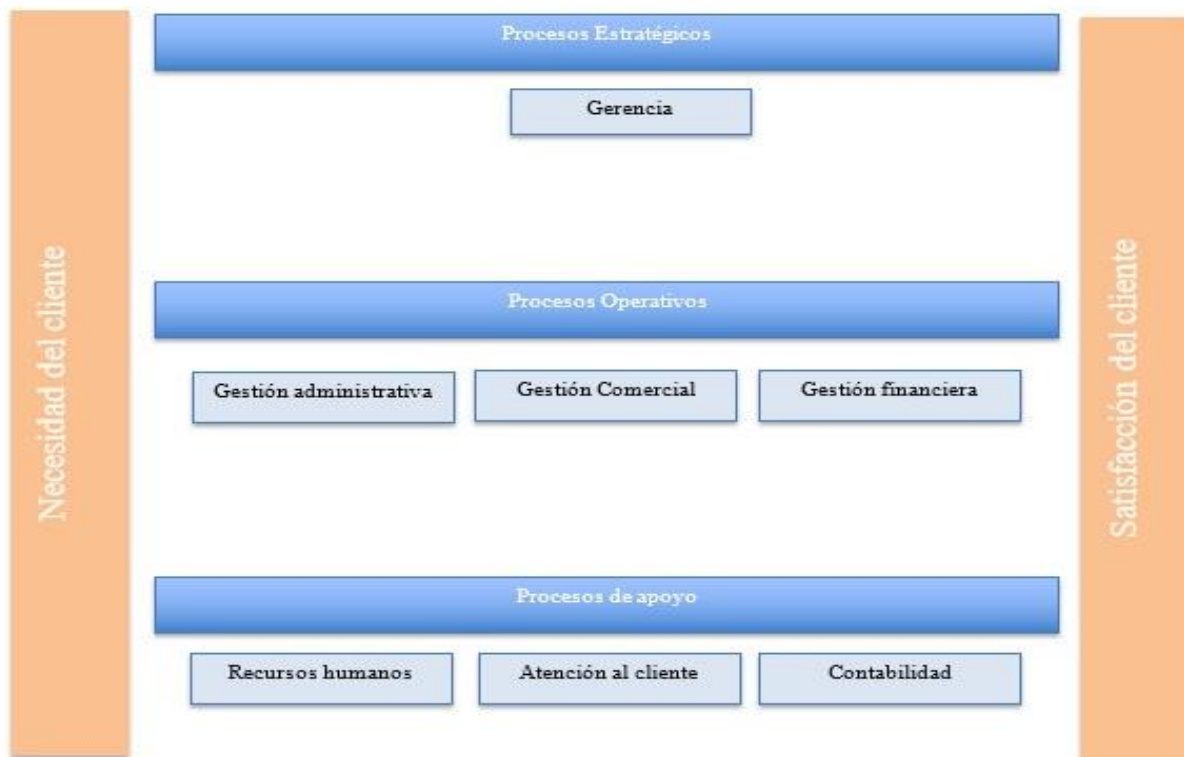 Necesidad del cliente
Procesos Estratégicos
Gerencia
Procesos Operativos
Gestión administrativa
Gestión Comercial
Gestión financiera
Procesos de apoyo
Recursos humanos
Atención al cliente
Contabilidad
Satisfacción del cliente